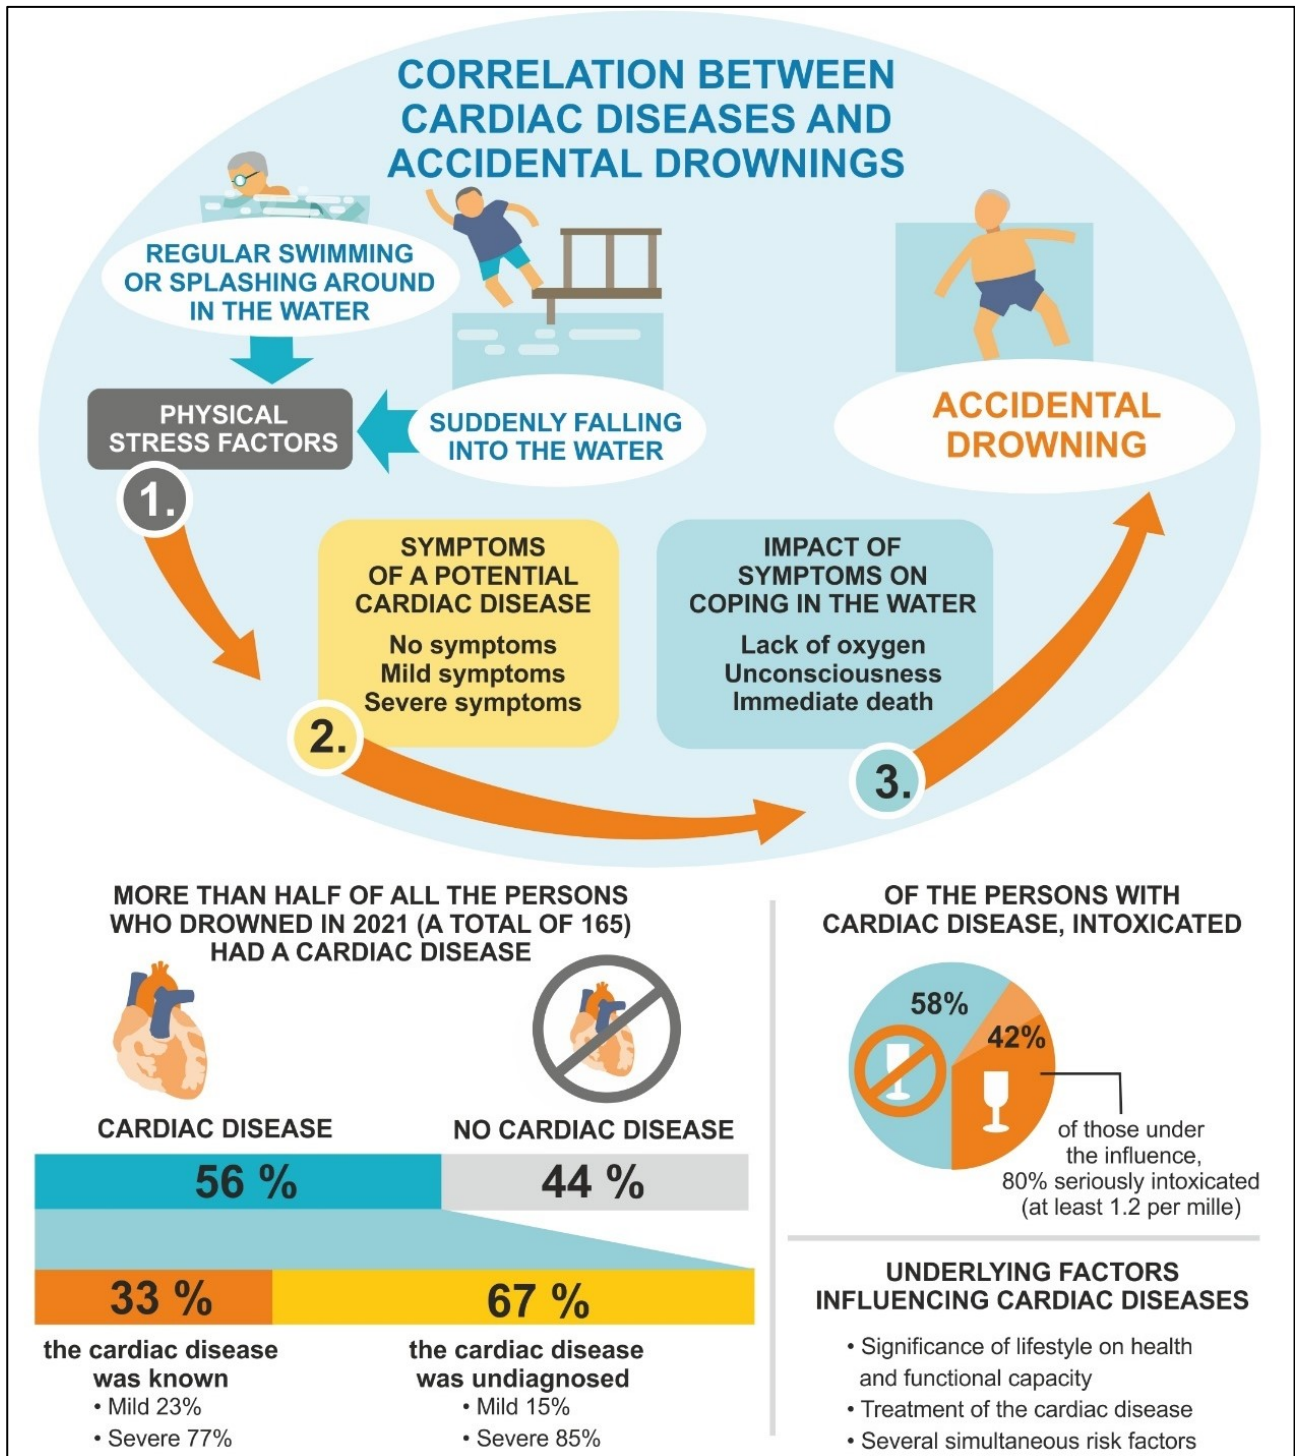 CORRELATION BETWEEN
CARDIAC DISEASES AND
ACCIDENTAL DROWNINGS
REGULAR SWIMMING
OR SPLASHING AROUND
IN THE WATER
PHYSICAL
STRESS FACTORS
SUDDENLY FALLING
INTO THE WATER
ACCIDENTAL
DROWNING
1.
SYMPTOMS
OF A POTENTIAL
CARDIAC DISEASE
No symptoms
Mild symptoms
Severe symptoms
2.
IMPACT OF
SYMPTOMS ON
COPING IN THE WATER
Lack of oxygen
Unconsciousness
Immediate death
3.
MORE THAN HALF OF ALL THE PERSONS
WHO DROWNED IN 2021 (A TOTAL OF 165)
HAD A CARDIAC DISEASE
CARDIAC DISEASE
NO CARDIAC DISEASE
56 %
44 %
33 %
67 %
the cardiac disease
was known
• Mild 23%
• Severe 77%
the cardiac disease
was undiagnosed
• Mild 15%
• Severe 85%
OF THE PERSONS WITH
CARDIAC DISEASE, INTOXICATED
58%
42%
of those under
the influence,
80% seriously intoxicated
(at least 1.2 per mille)
UNDERLYING FACTORS
INFLUENCING CARDIAC DISEASES
• Significance of lifestyle on health
and functional capacity
• Treatment of the cardiac disease
• Several simultaneous risk factors